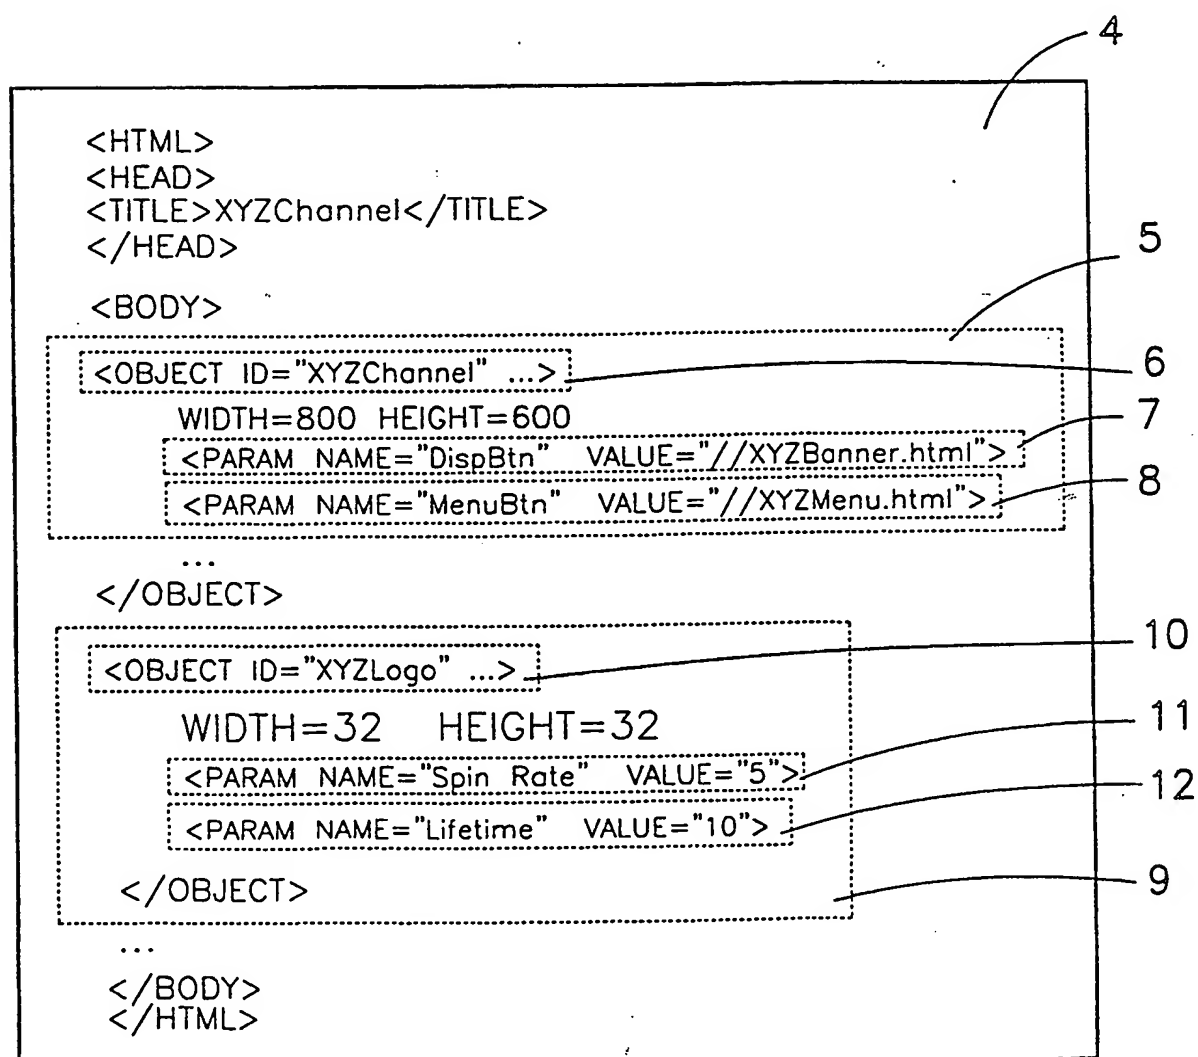 4
<HTML>
<HEAD>
<TITLE>XYZChannel</TITLE>
</HEAD>
5
<BODY>
<OBJECT ID="XYZChannel" ...>
6
WIDTH=800 HEIGHT=600
7
<PARAM NAME="DispBtn" VALUE="//XYZBanner.html">
<PARAM NAME="MenuBtn" VALUE="//XYZMenu.html">
8
...
</OBJECT>
10
<OBJECT ID="XYZLogo" ...>
WIDTH=32 HEIGHT=32
11
<PARAM NAME="Spin Rate" VALUE="5">
12
<PARAM NAME="Lifetime" VALUE="10">
</OBJECT>
9
...
</BODY>
</HTML>